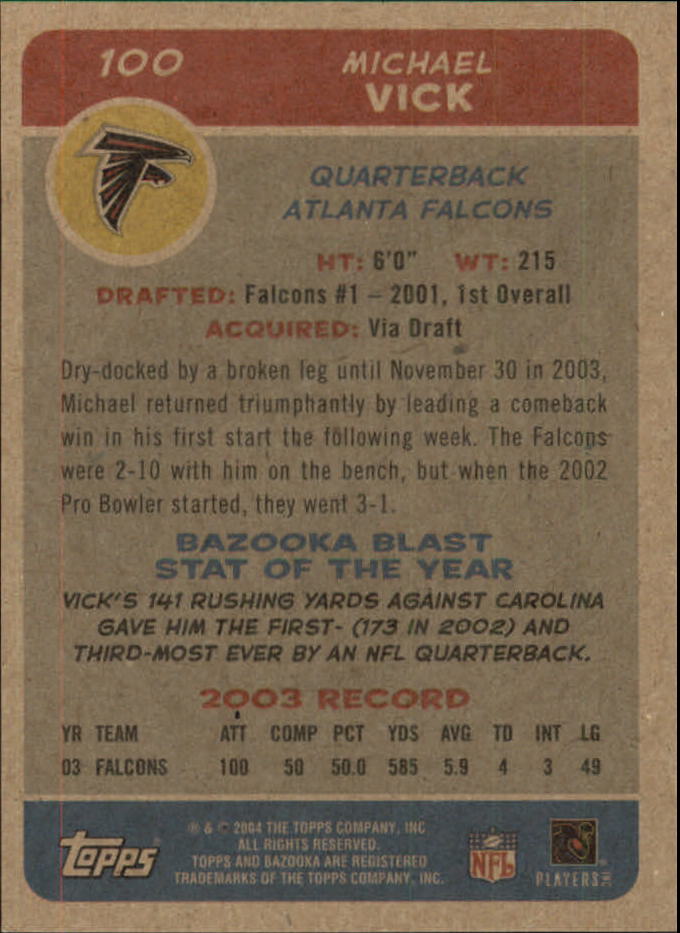 100
MICHAEL
VICK
QUARTERBACK
ATLANTA FALCONS
HT: 6'0" WT: 215
DRAFTED: Falcons #1 – 2001, 1st Overall
ACQUIRED: Via Draft
Dry-docked by a broken leg until November 30 in 2003,
Michael returned triumphantly by leading a comeback
win in his first start the following week. The Falcons
were 2-10 with him on the bench, but when the 2002
Pro Bowler started, they went 3-1.
BAZOOKA BLAST
STAT OF THE YEAR
VICK'S 141 RUSHING YARDS AGAINST CAROLINA
GAVE HIM THE FIRST- (173 IN 2002) AND
THIRD-MOST EVER BY AN NFL QUARTERBACK.
2003 RECORD
YR TEAM ATT COMP PCT YDS AVG TD INT LG
03 FALCONS 100 50 50.0 585 5.9 4 3 49
topps
® & © 2004 THE TOPPS COMPANY, INC
ALL RIGHTS RESERVED.
TOPPS AND BAZOOKA ARE REGISTERED
TRADEMARKS OF THE TOPPS COMPANY, INC.
NFL
PLAYERS INC